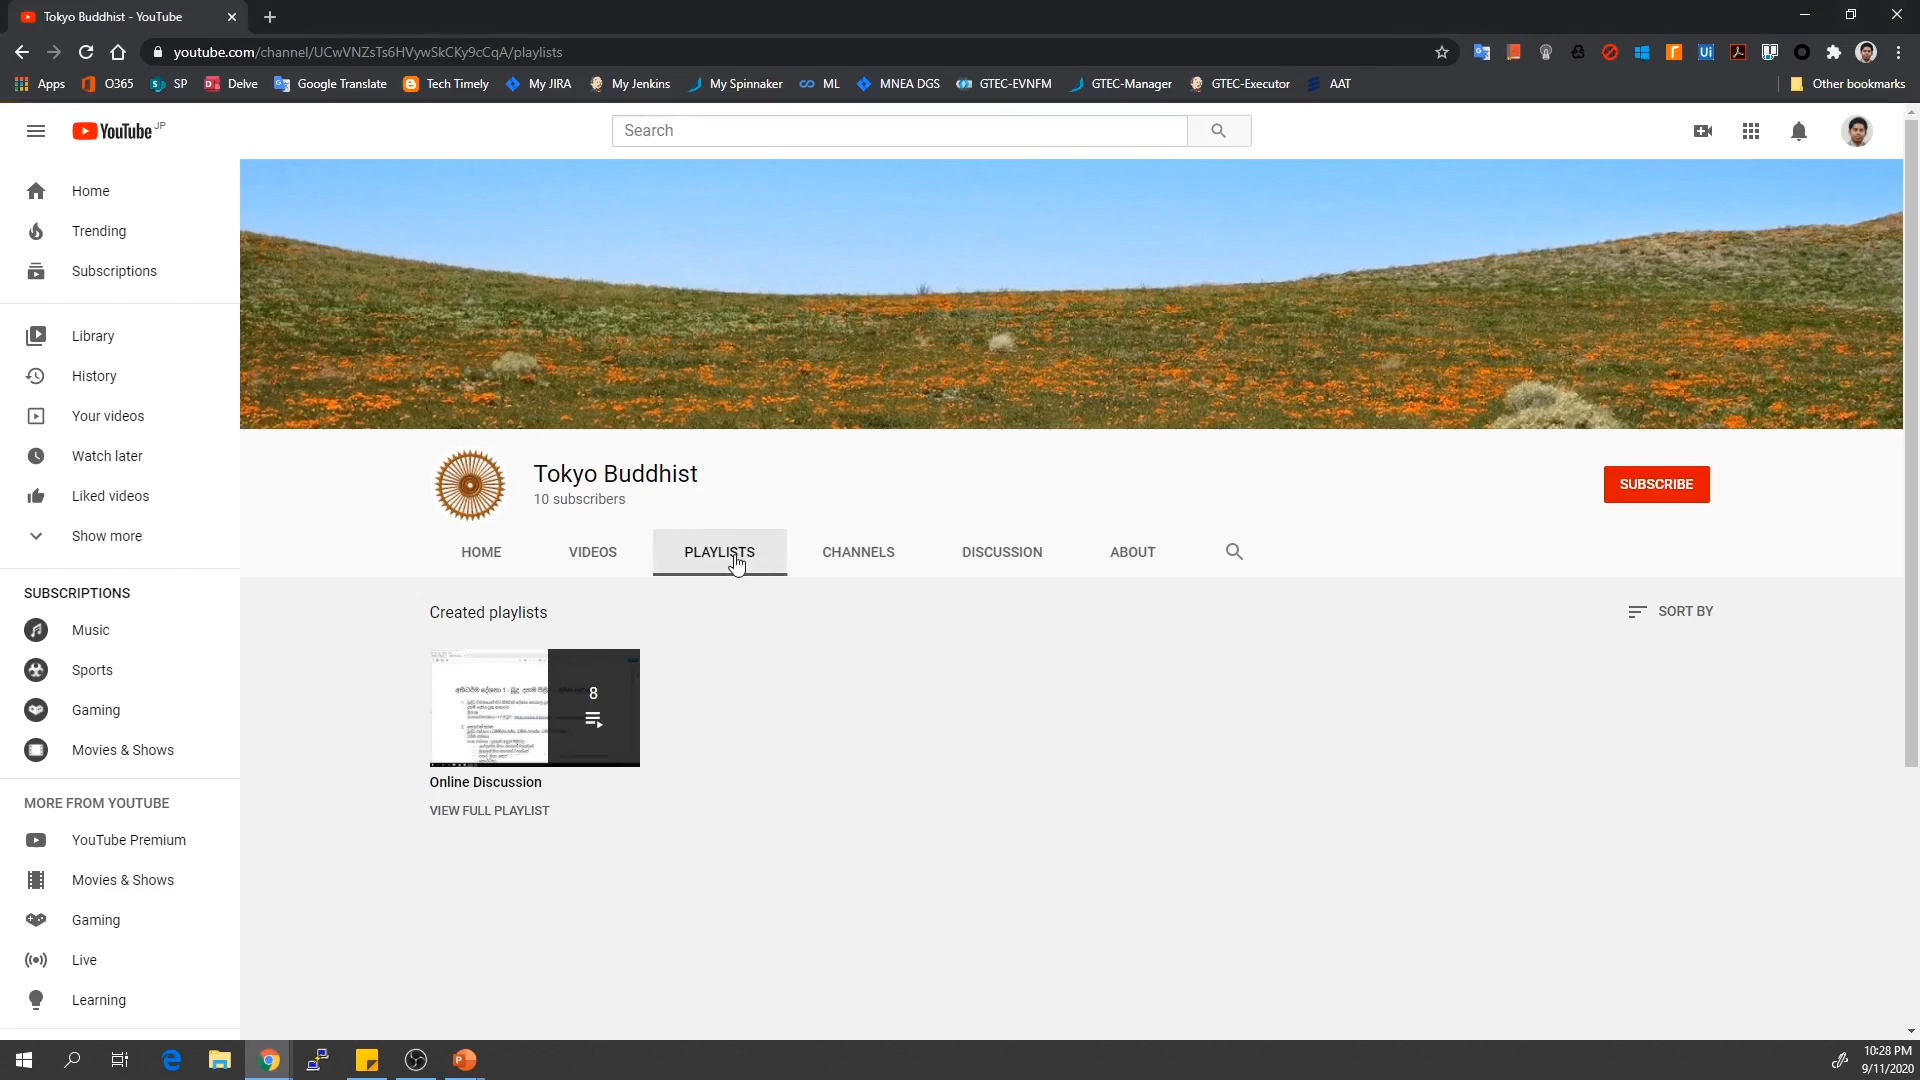 Tokyo Buddhist - YouTube
youtube.com/channel/UCwVNZsTs6HVywSkCKy9cCqA/playlists
Apps O365 SP Delve Google Translate Tech Timely My JIRA My Jenkins My Spinnaker ML MNEA DGS GTEC-EVNFM GTEC-Manager GTEC-Executor AAT Other bookmarks
YouTube JP
Search
Home
Trending
Subscriptions
Library
History
Your videos
Watch later
Liked videos
Show more
SUBSCRIPTIONS
Music
Sports
Gaming
Movies & Shows
MORE FROM YOUTUBE
YouTube Premium
Movies & Shows
Gaming
Live
Learning
Tokyo Buddhist
10 subscribers
SUBSCRIBE
HOME VIDEOS PLAYLISTS CHANNELS DISCUSSION ABOUT
Created playlists
SORT BY
8
Online Discussion
VIEW FULL PLAYLIST
10:28 PM
9/11/2020